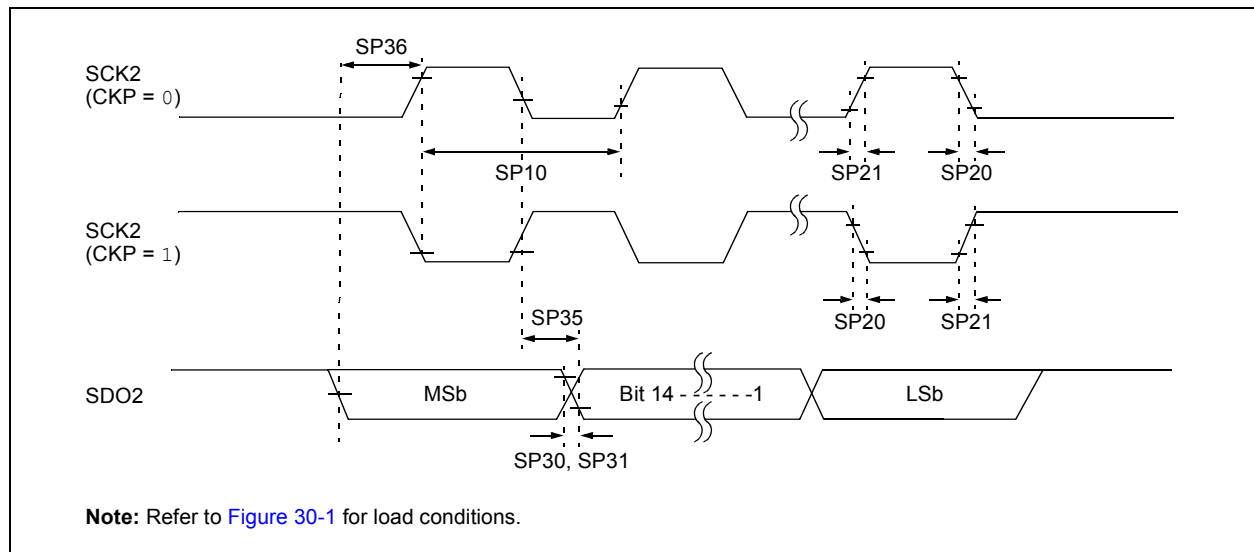 SP36
SCK2
(CKP = 0)
SP10
SP21
SP20
SCK2
(CKP = 1)
SP35
SP20
SP21
SDO2
MSb
Bit 14 - - - - - -1
LSb
SP30, SP31
Note: Refer to Figure 30-1 for load conditions.